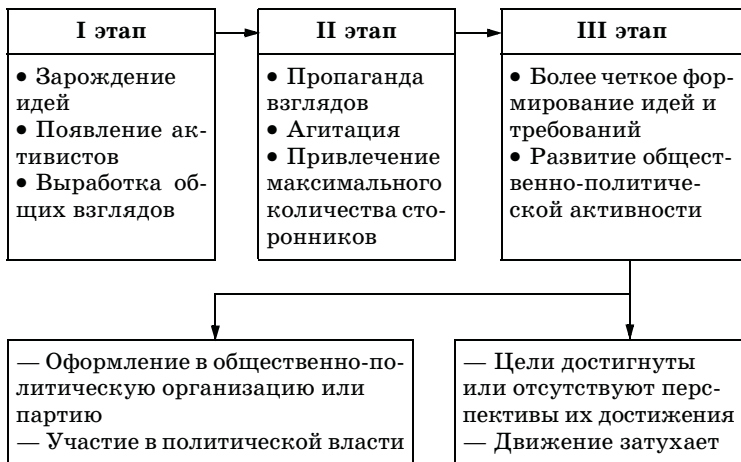 I этап
• Зарождение
идей
• Появление ак-
тивистов
• Выработка об-
щих взглядов
II этап
• Пропаганда
взглядов
• Агитация
• Привлечение
максимального
количества сто-
ронников
III этап
• Более четкое фор-
мирование идей и
требований
• Развитие общест-
венно-политиче-
ской активности
— Оформление в общественно-по-
литическую организацию или
партию
— Участие в политической власти
— Цели достигнуты
или отсутствуют перс-
пективы их достижения
— Движение затухает